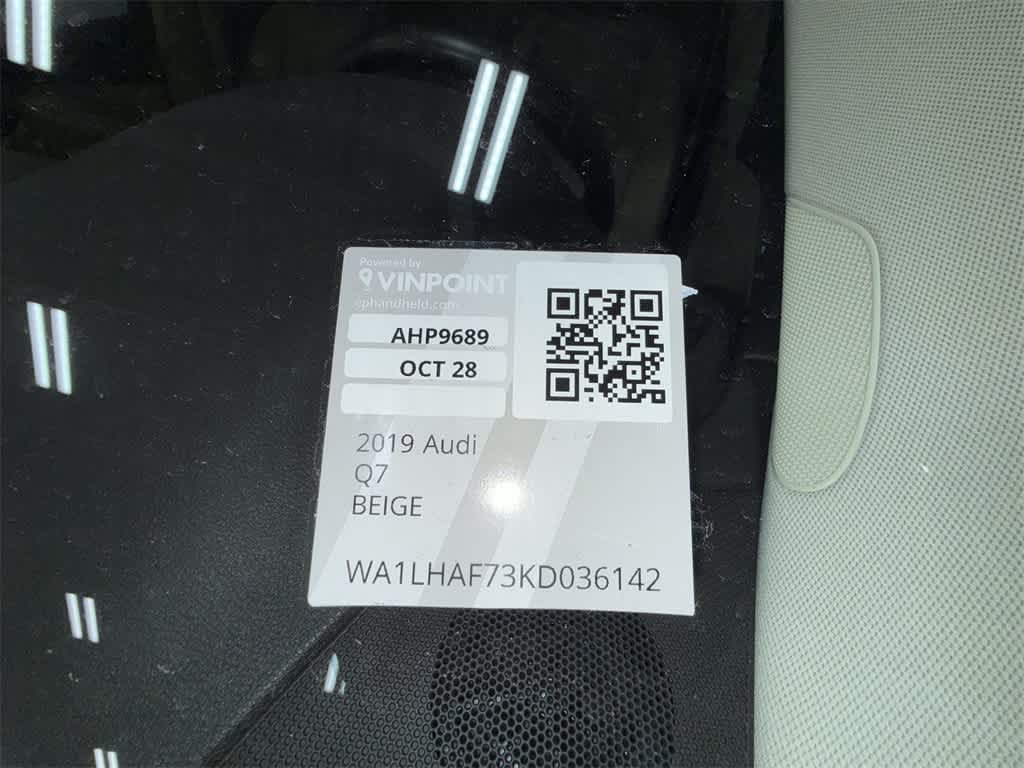 Powered by
VINPOINT
ephandheld.com
AHP9689
OCT 28
2019 Audi
Q7
BEIGE
WA1LHAF73KD036142